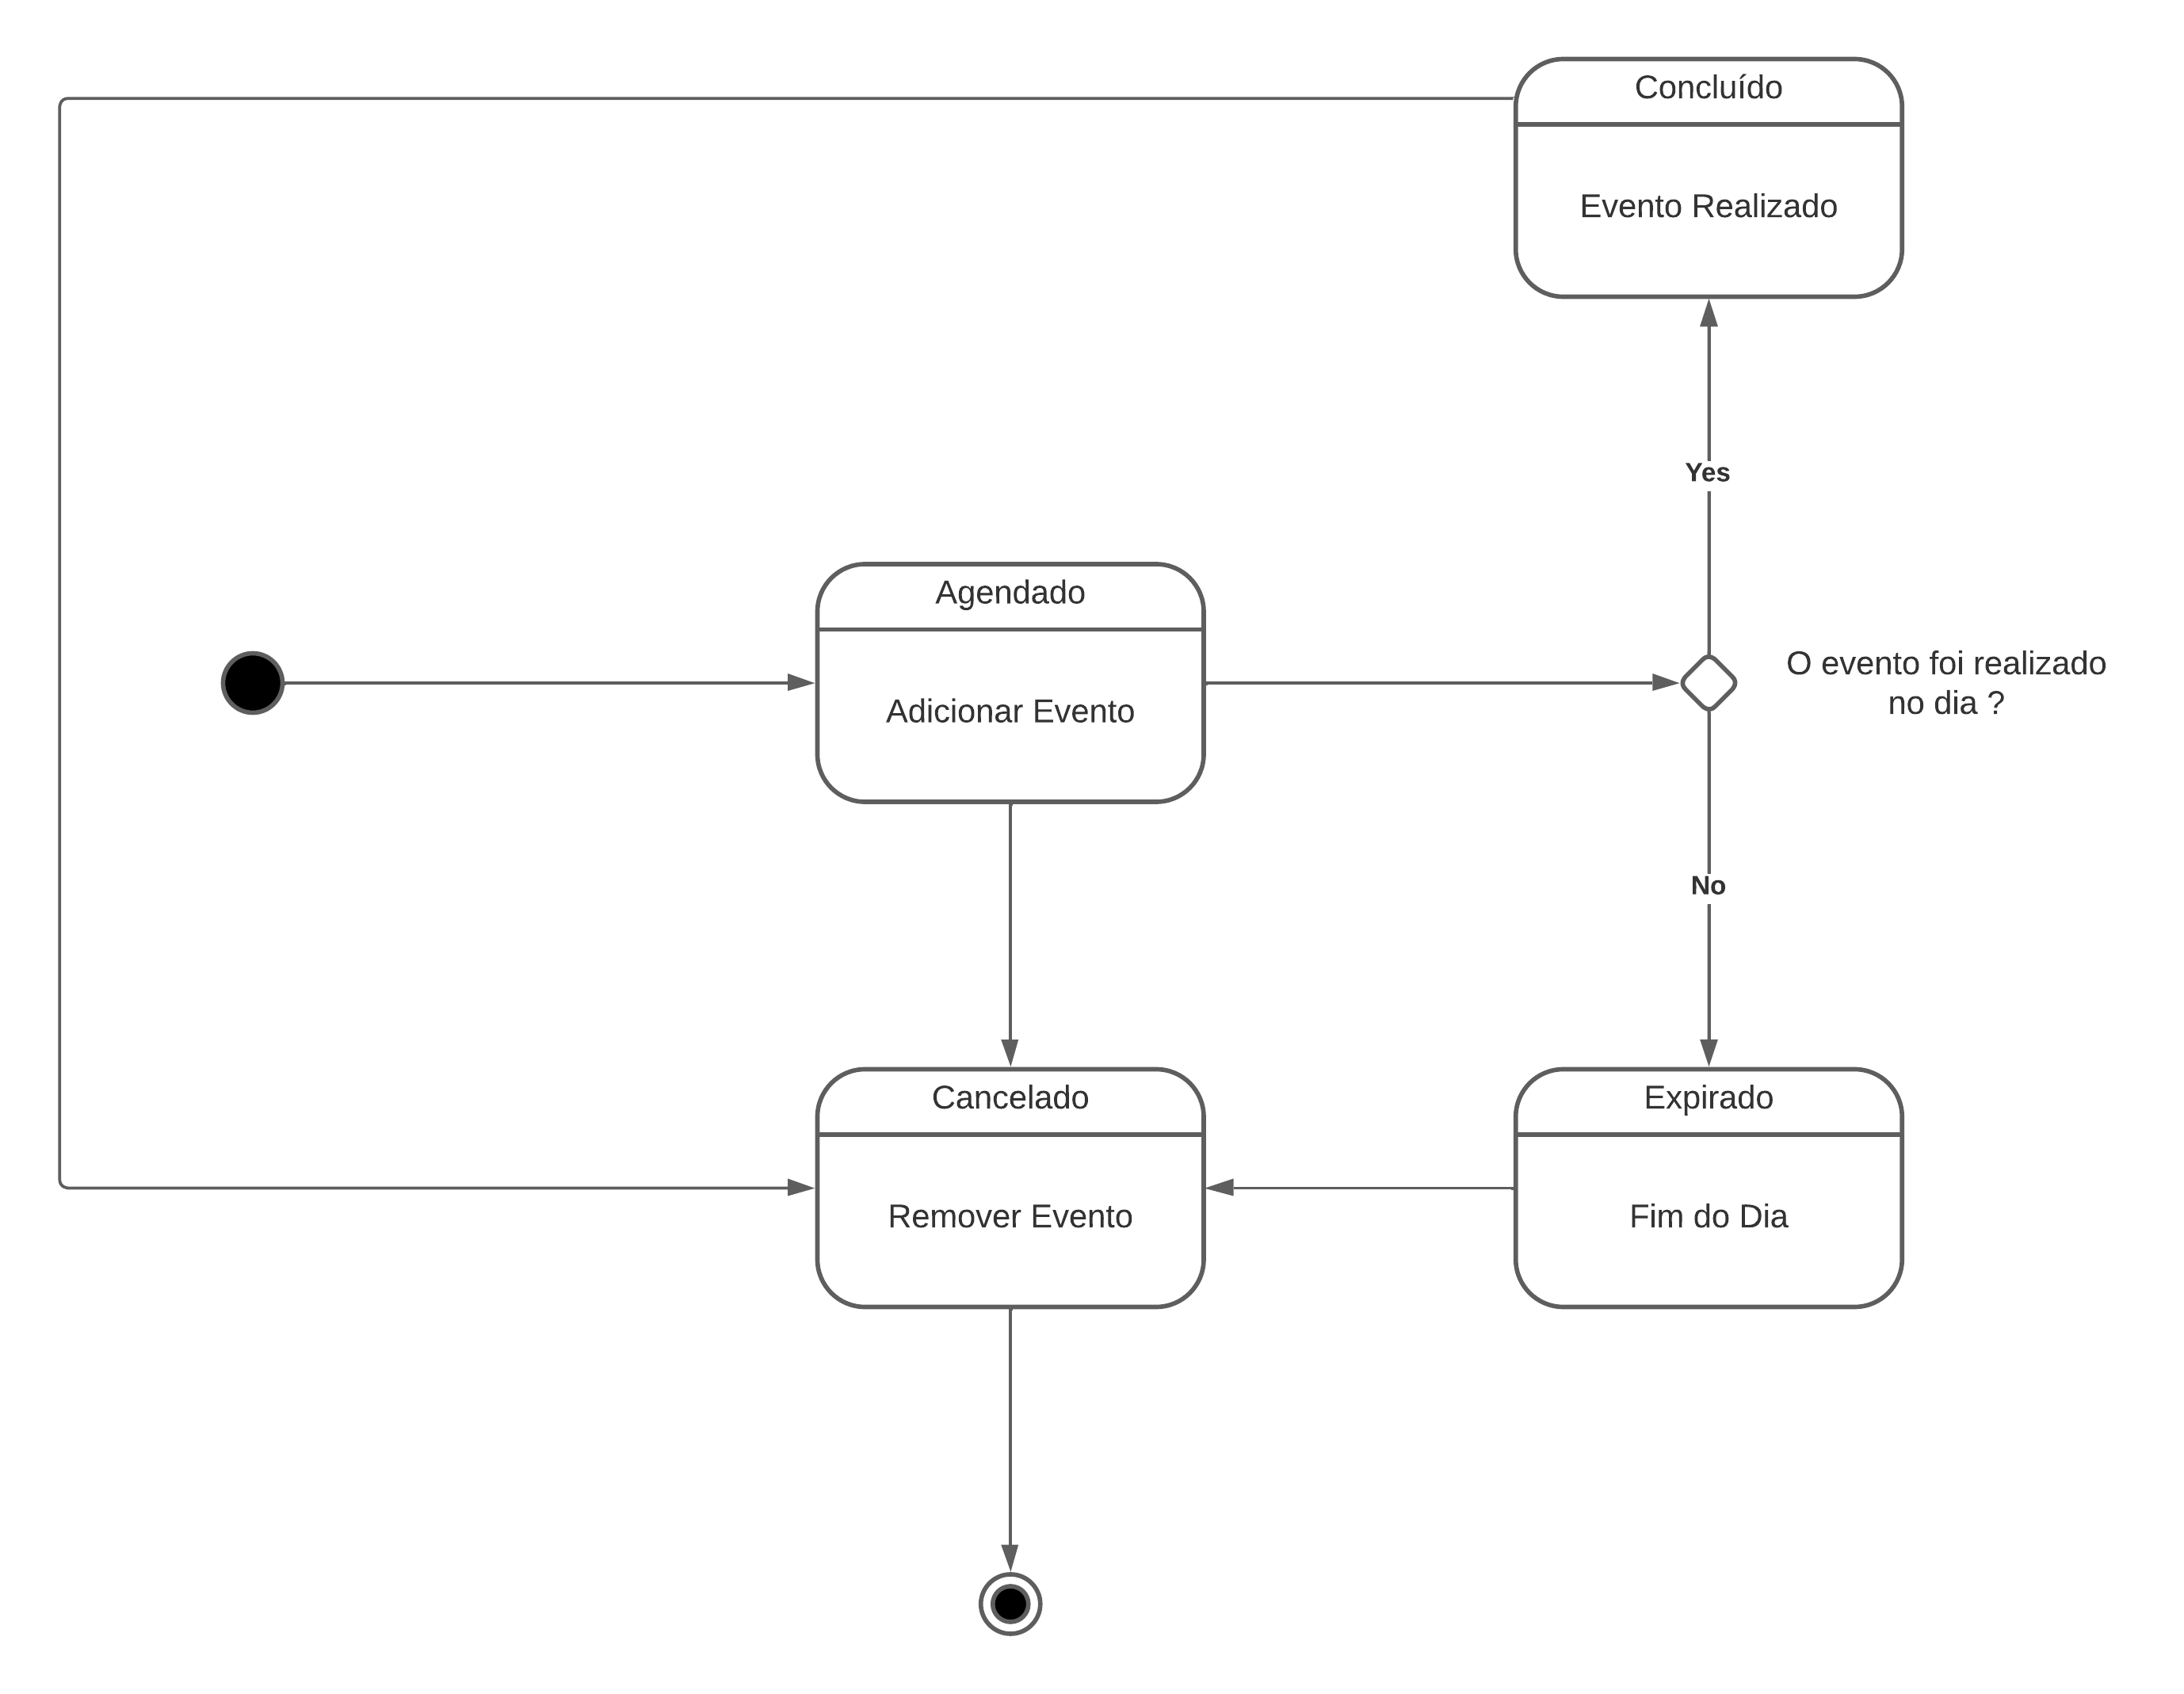 Concluído
Evento Realizado
Yes
Agendado
Adicionar Evento
O evento foi realizado
no dia ?
No
Cancelado
Remover Evento
Expirado
Fim do Dia